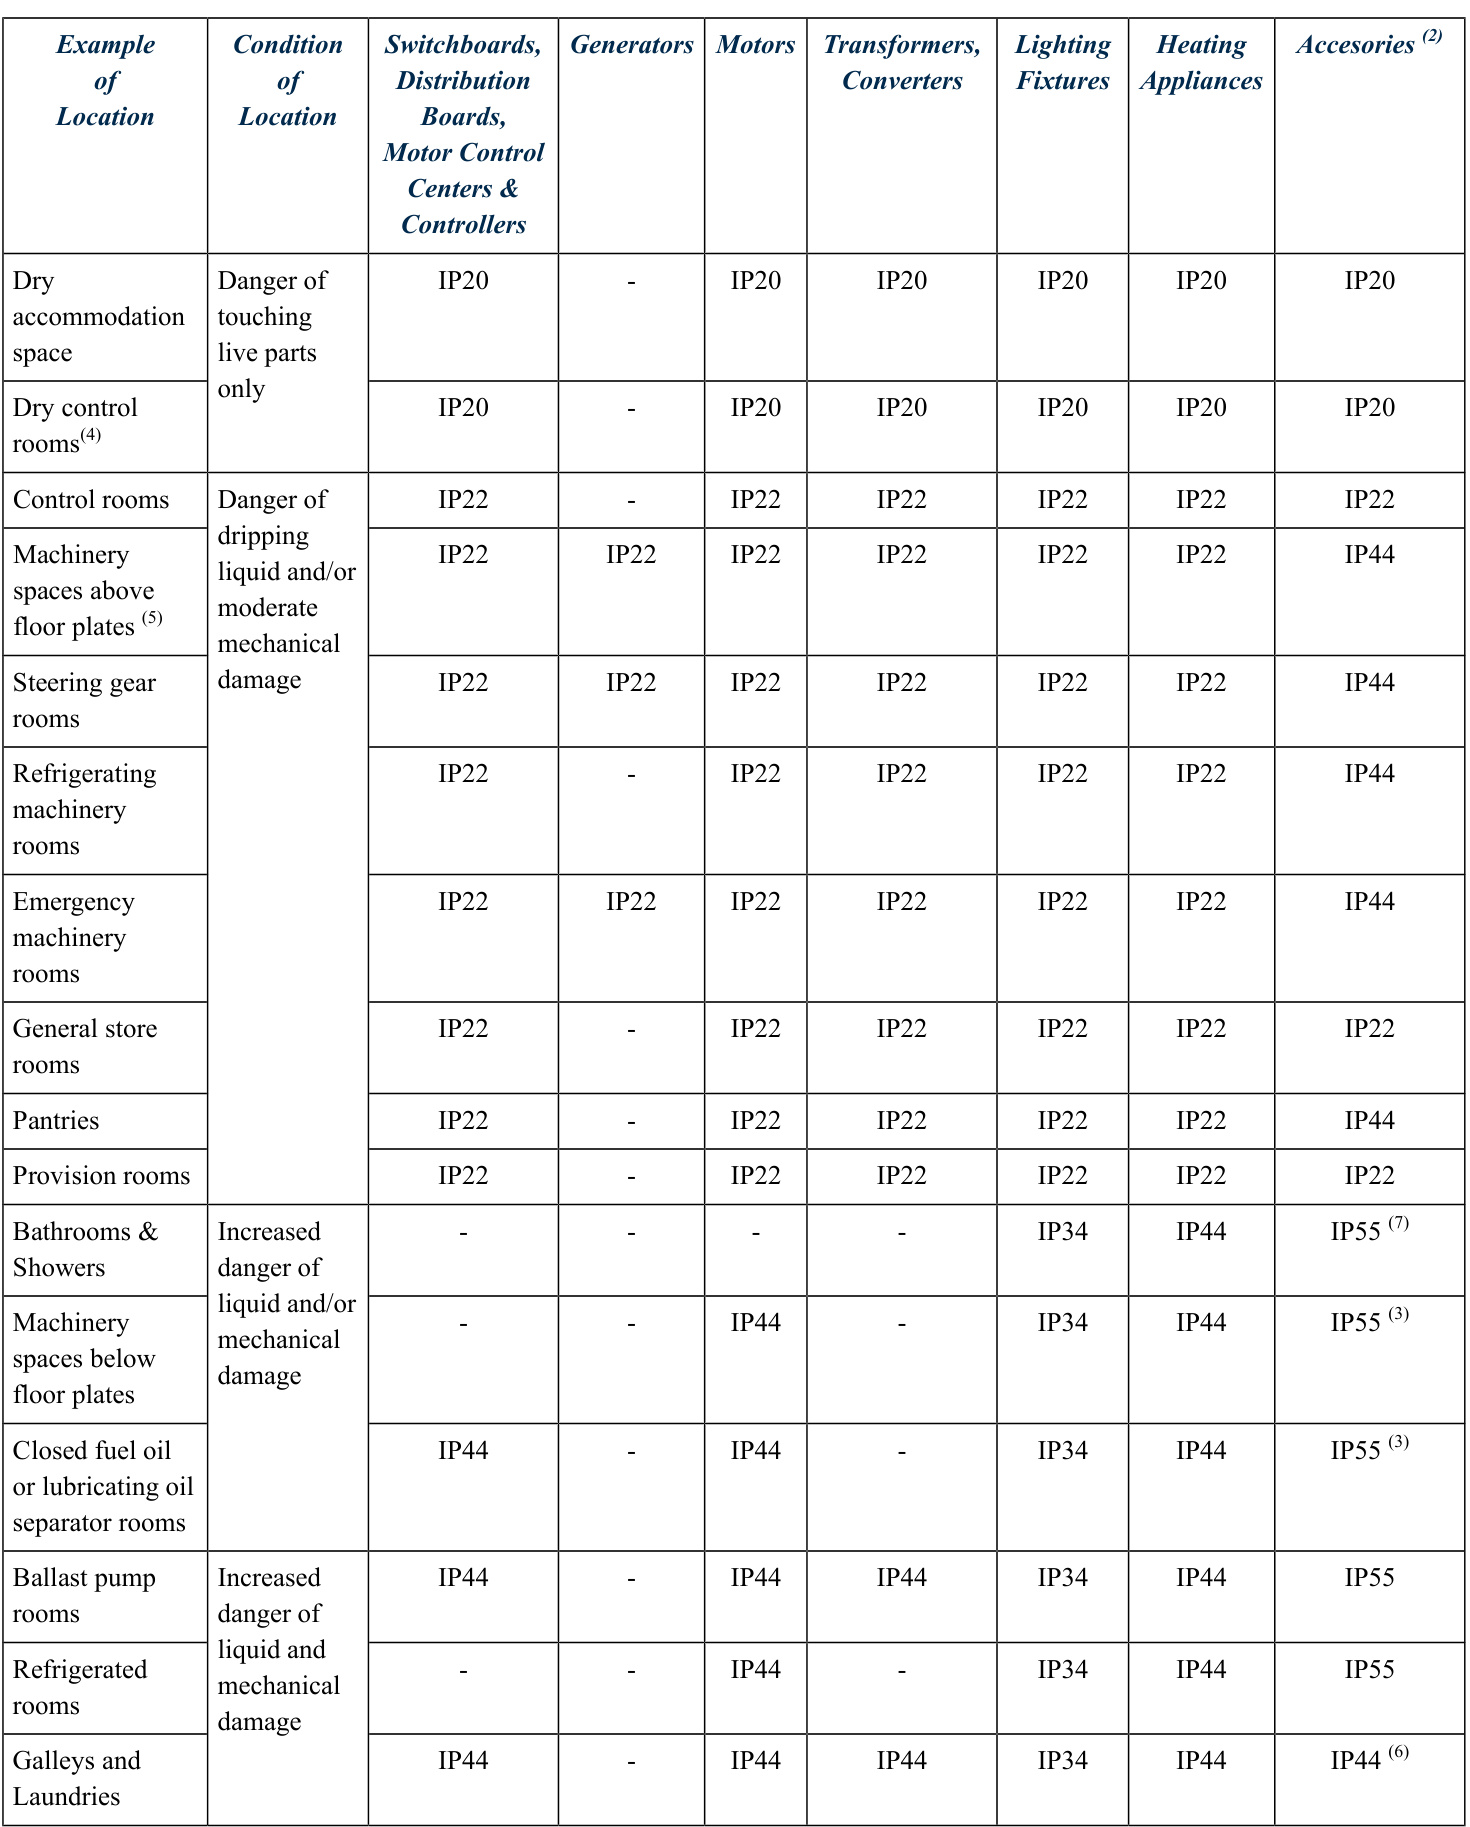 Example
of
Location
Condition
of
Location
Switchboards,
Distribution
Boards,
Motor Control
Centers &
Controllers
Generators
Motors
Transformers,
Converters
Lighting
Fixtures
Heating
Appliances
Accesories (2)
Dry
accommodation
space
Danger of
touching
live parts
only
IP20
-
IP20
IP20
IP20
IP20
IP20
Dry control
rooms(4)
IP20
-
IP20
IP20
IP20
IP20
IP20
Control rooms
Danger of
dripping
liquid and/or
moderate
mechanical
damage
IP22
-
IP22
IP22
IP22
IP22
IP22
Machinery
spaces above
floor plates (5)
IP22
IP22
IP22
IP22
IP22
IP22
IP44
Steering gear
rooms
IP22
IP22
IP22
IP22
IP22
IP22
IP44
Refrigerating
machinery
rooms
IP22
-
IP22
IP22
IP22
IP22
IP44
Emergency
machinery
rooms
IP22
IP22
IP22
IP22
IP22
IP22
IP44
General store
rooms
IP22
-
IP22
IP22
IP22
IP22
IP22
Pantries
IP22
-
IP22
IP22
IP22
IP22
IP44
Provision rooms
IP22
-
IP22
IP22
IP22
IP22
IP22
Bathrooms &
Showers
Increased
danger of
liquid and/or
mechanical
damage
-
-
-
-
IP34
IP44
IP55 (7)
Machinery
spaces below
floor plates
-
-
IP44
-
IP34
IP44
IP55 (3)
Closed fuel oil
or lubricating oil
separator rooms
IP44
-
IP44
-
IP34
IP44
IP55 (3)
Ballast pump
rooms
Increased
danger of
liquid and
mechanical
damage
IP44
-
IP44
IP44
IP34
IP44
IP55
Refrigerated
rooms
-
-
IP44
-
IP34
IP44
IP55
Galleys and
Laundries
IP44
-
IP44
IP44
IP34
IP44
IP44 (6)